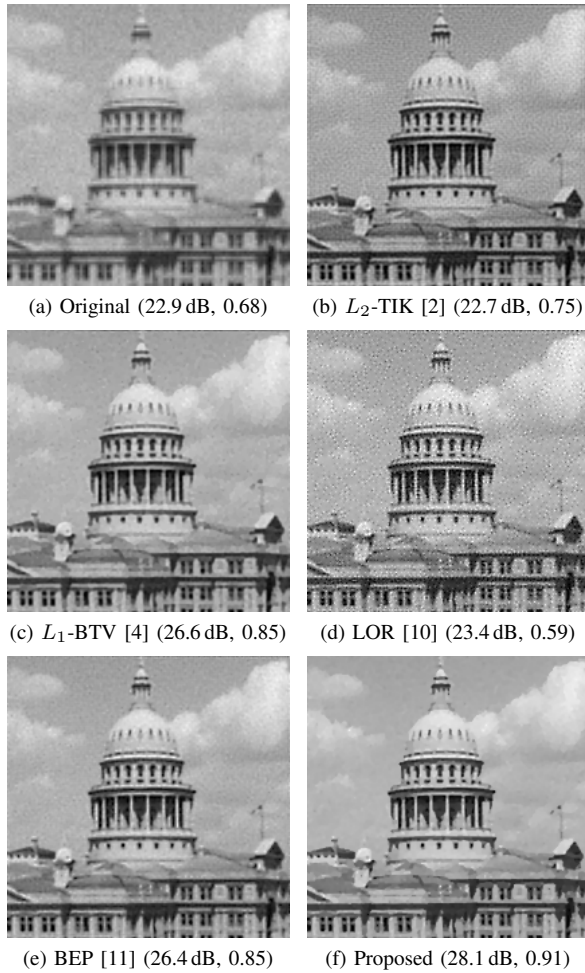 (a) Original (22.9 dB, 0.68)
(b) L₂-TIK [2] (22.7 dB, 0.75)
(c) L₁-BTV [4] (26.6 dB, 0.85)
(d) LOR [10] (23.4 dB, 0.59)
(e) BEP [11] (26.4 dB, 0.85)
(f) Proposed (28.1 dB, 0.91)